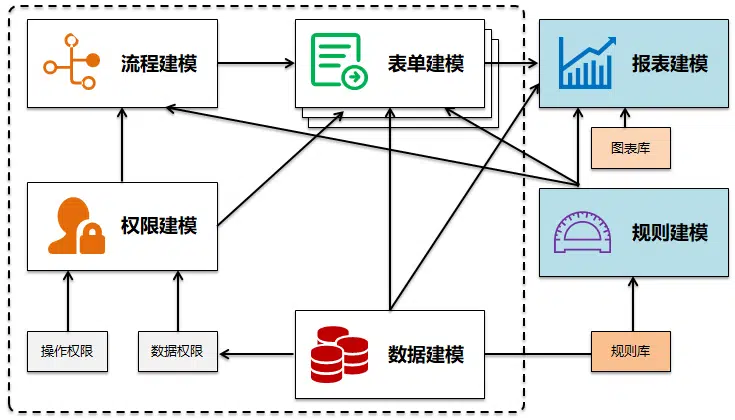 流程建模
表单建模
报表建模
图表库
权限建模
规则建模
操作权限
数据权限
数据建模
规则库